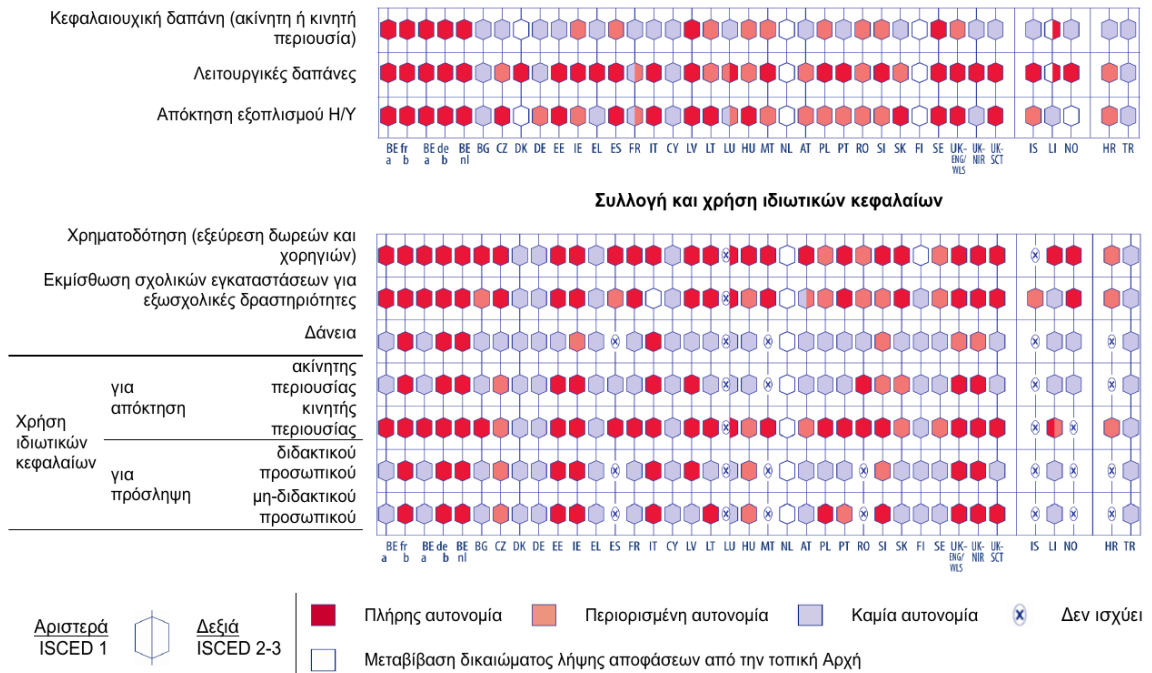 Κεφαλαιουχική δαπάνη (ακίνητη ή κινητή
περιουσία)
Λειτουργικές δαπάνες
Απόκτηση εξοπλισμού Η/Υ
BE fr BE de BE BG CZ DK DE EE IE EL ES FR IT CY LV LT LU HU MT NL AT PL PT RO SI SK FI SE UK- UK- UK- IS LI NO HR TR
a b a b nl ENG/ NIR SCT
WLS
Συλλογή και χρήση ιδιωτικών κεφαλαίων
Χρηματοδότηση (εξεύρεση δωρεών και
χορηγιών)
Εκμίσθωση σχολικών εγκαταστάσεων για
εξωσχολικές δραστηριότητες
Δάνεια
Χρήση
ιδιωτικών
κεφαλαίων
για
απόκτηση
ακίνητης
περιουσίας
κινητής
περιουσίας
για
πρόσληψη
διδακτικού
προσωπικού
μη-διδακτικού
προσωπικού
BE fr BE de BE BG CZ DK DE EE IE EL ES FR IT CY LV LT LU HU MT NL AT PL PT RO SI SK FI SE UK- UK- UK- IS LI NO HR TR
a b a b nl ENG/ NIR SCT
WLS
Αριστερά
ISCED 1
Δεξιά
ISCED 2-3
Πλήρης αυτονομία
Περιορισμένη αυτονομία
Καμία αυτονομία
x Δεν ισχύει
Μεταβίβαση δικαιώματος λήψης αποφάσεων από την τοπική Αρχή